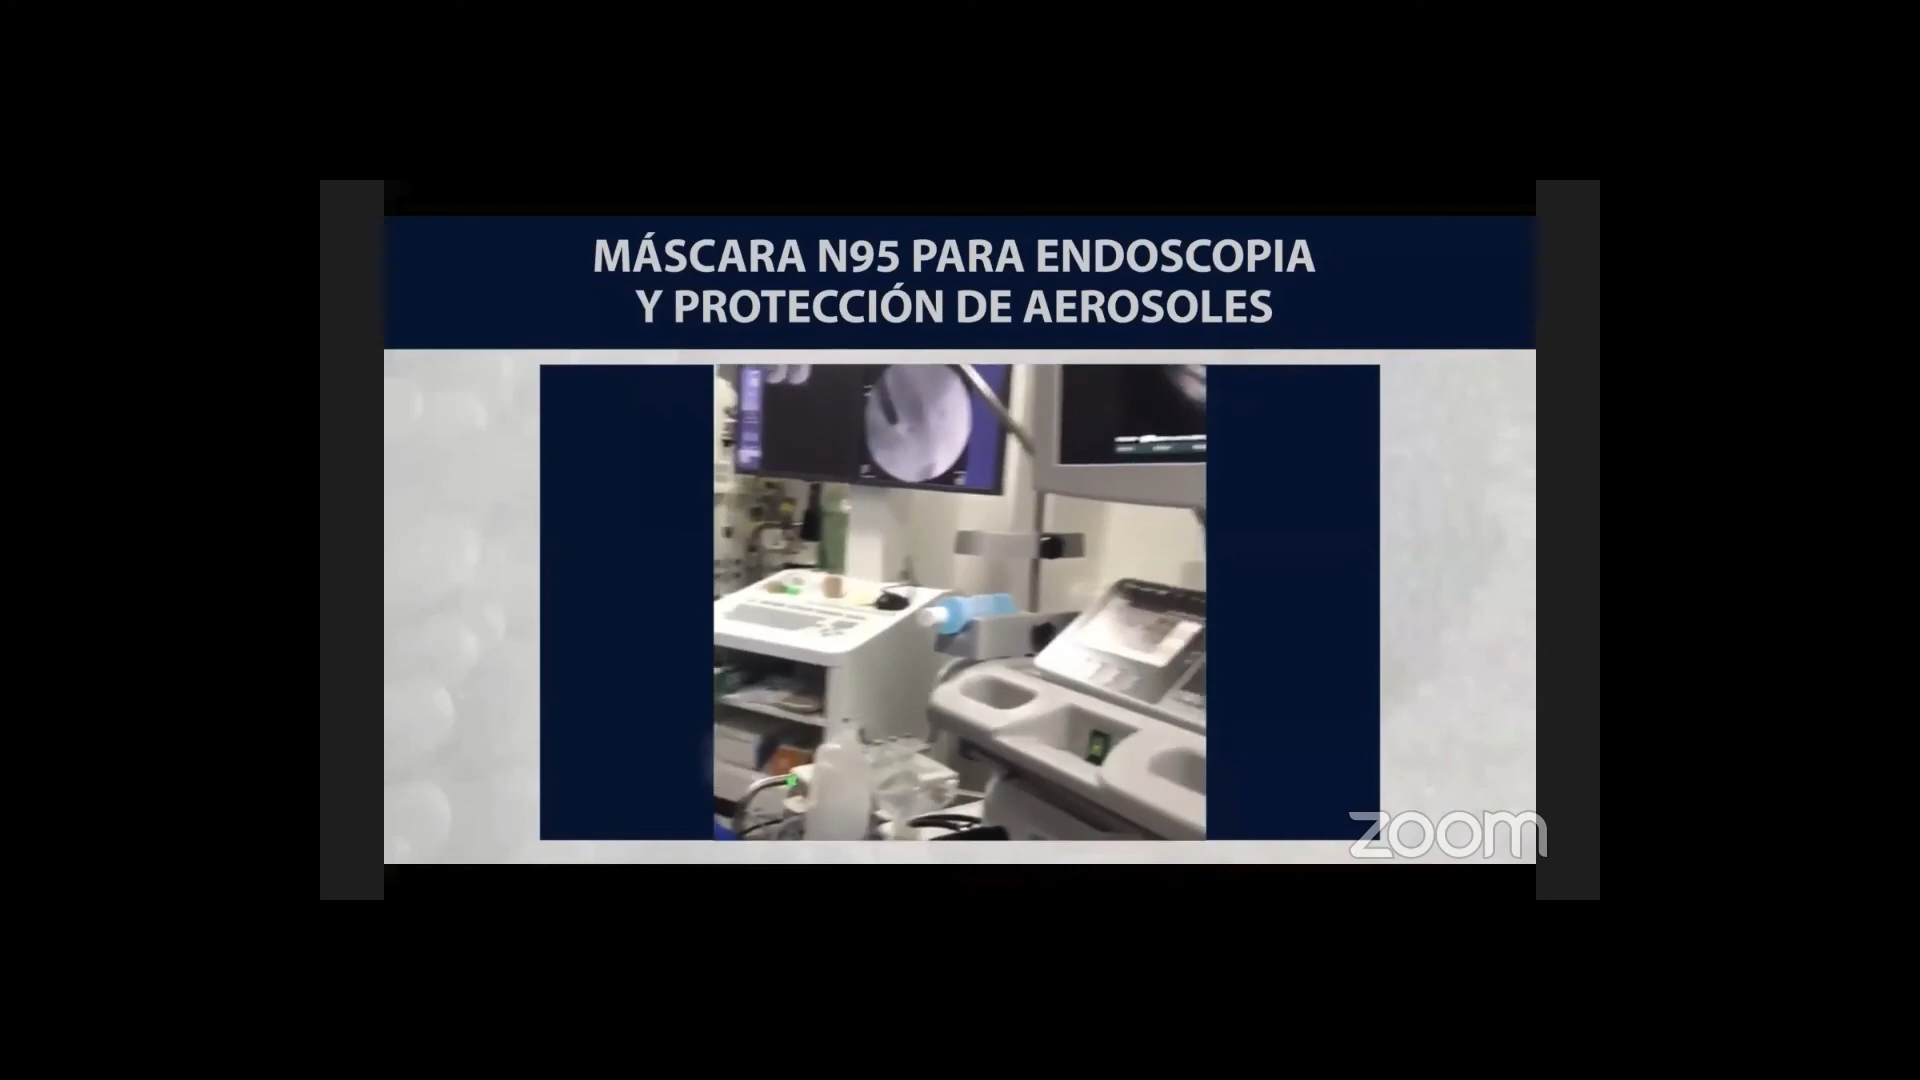 MÁSCARA N95 PARA ENDOSCOPIA
Y PROTECCIÓN DE AEROSOLES
zoom